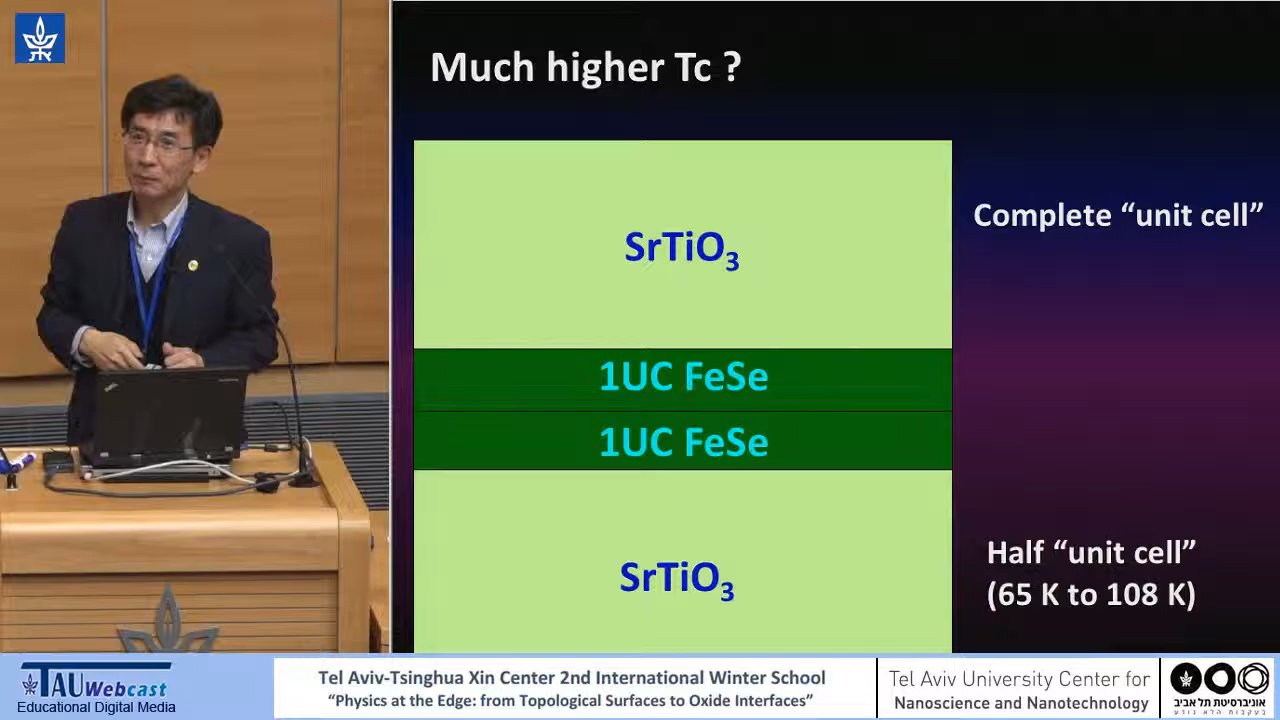 Much higher Tc ?
SrTiO3
Complete “unit cell”
1UC FeSe
1UC FeSe
SrTiO3
Half “unit cell”
(65 K to 108 K)
TAU Webcast
Educational Digital Media
Tel Aviv-Tsinghua Xin Center 2nd International Winter School
“Physics at the Edge: from Topological Surfaces to Oxide Interfaces”
Tel Aviv University Center for
Nanoscience and Nanotechnology
אוניברסיטת תל אביב